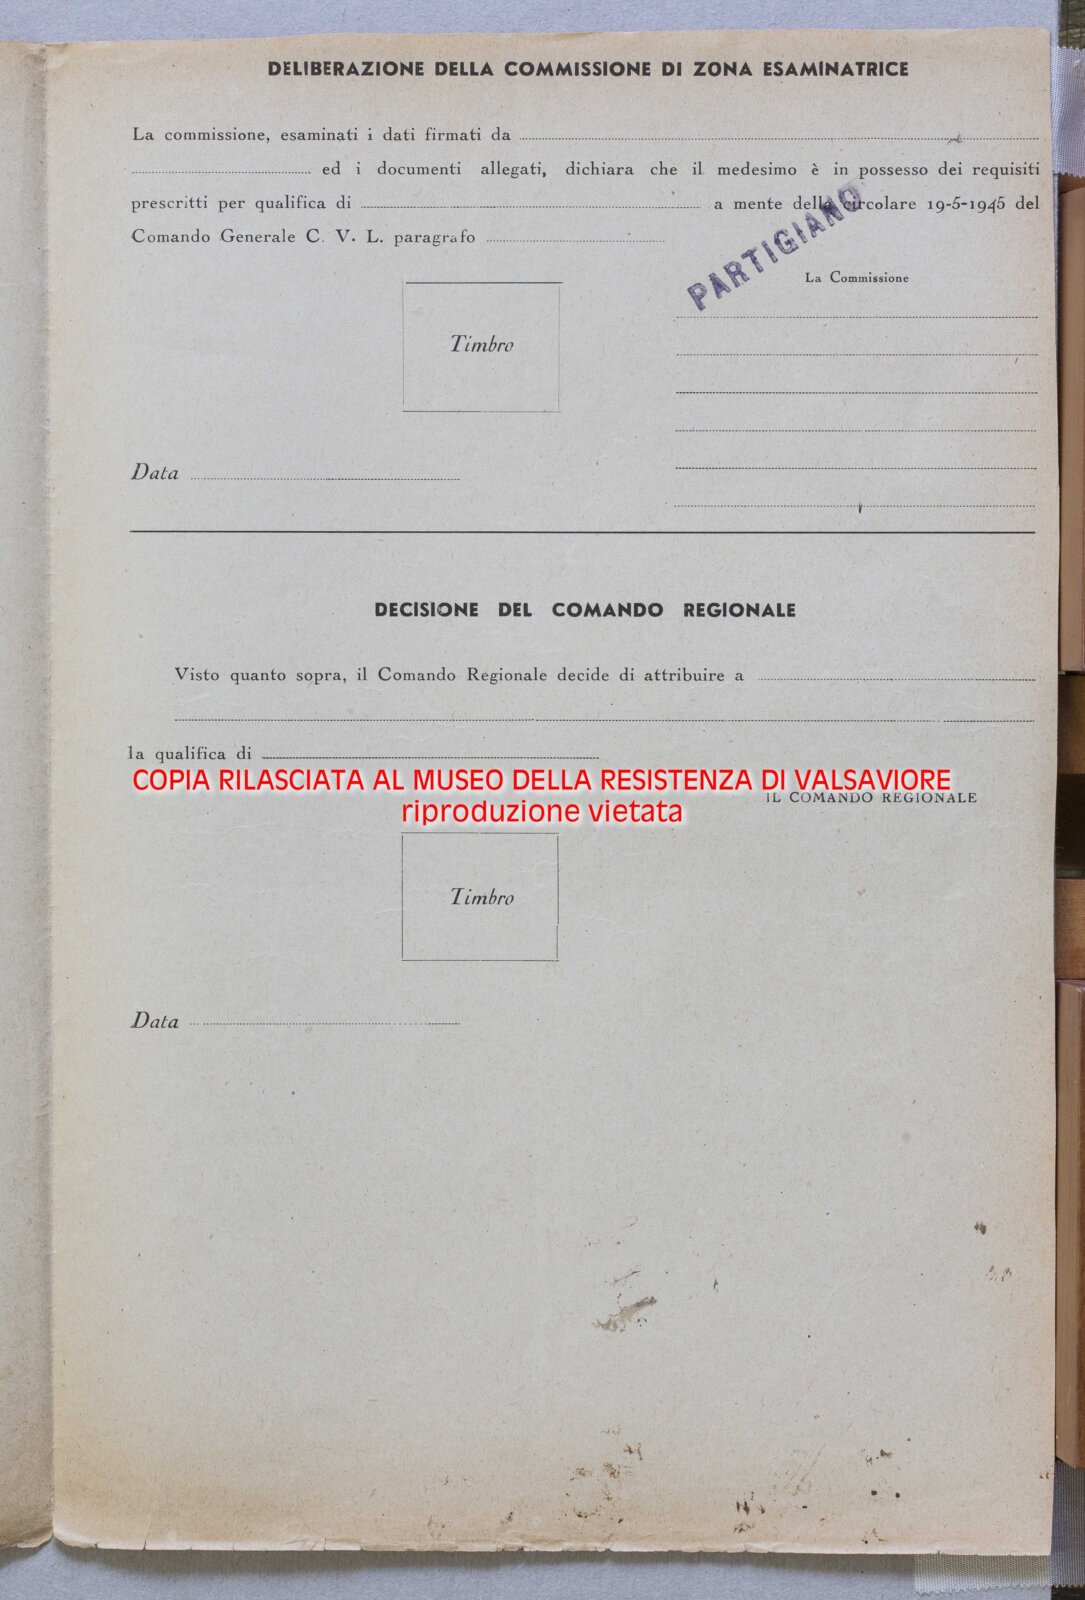 DELIBERAZIONE DELLA COMMISSIONE DI ZONA ESAMINATRICE
La commissione, esaminati i dati firmati da
ed i documenti allegati, dichiara che il medesimo è in possesso dei requisiti
prescritti per qualifica di a mente della circolare 19-5-1945 del
Comando Generale C. V. L. paragrafo
PARTIGIANO
La Commissione
Timbro
Data
DECISIONE DEL COMANDO REGIONALE
Visto quanto sopra, il Comando Regionale decide di attribuire a
la qualifica di
COPIA RILASCIATA AL MUSEO DELLA RESISTENZA DI VALSAVIORE
IL COMANDO REGIONALE
riproduzione vietata
Timbro
Data